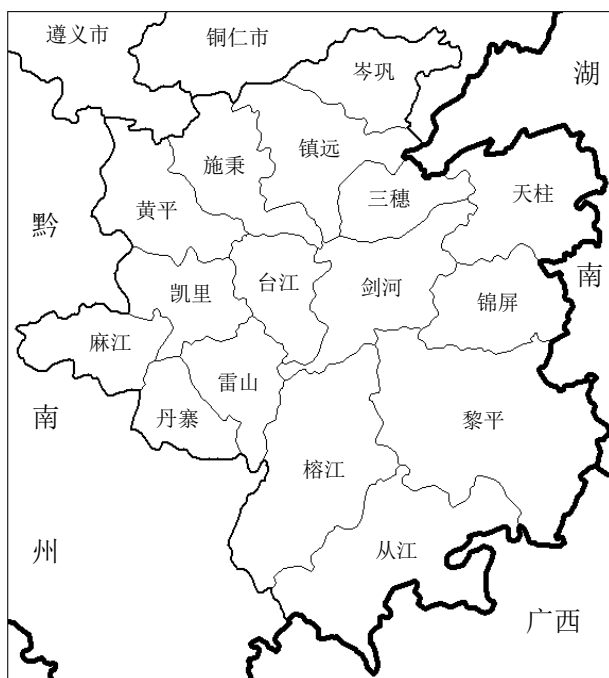 遵义市
铜仁市
岑巩
湖
镇远
施秉
三穗
天柱
黄平
黔
台江
剑河
南
凯里
锦屏
麻江
雷山
南
丹寨
黎平
榕江
州
从江
广西